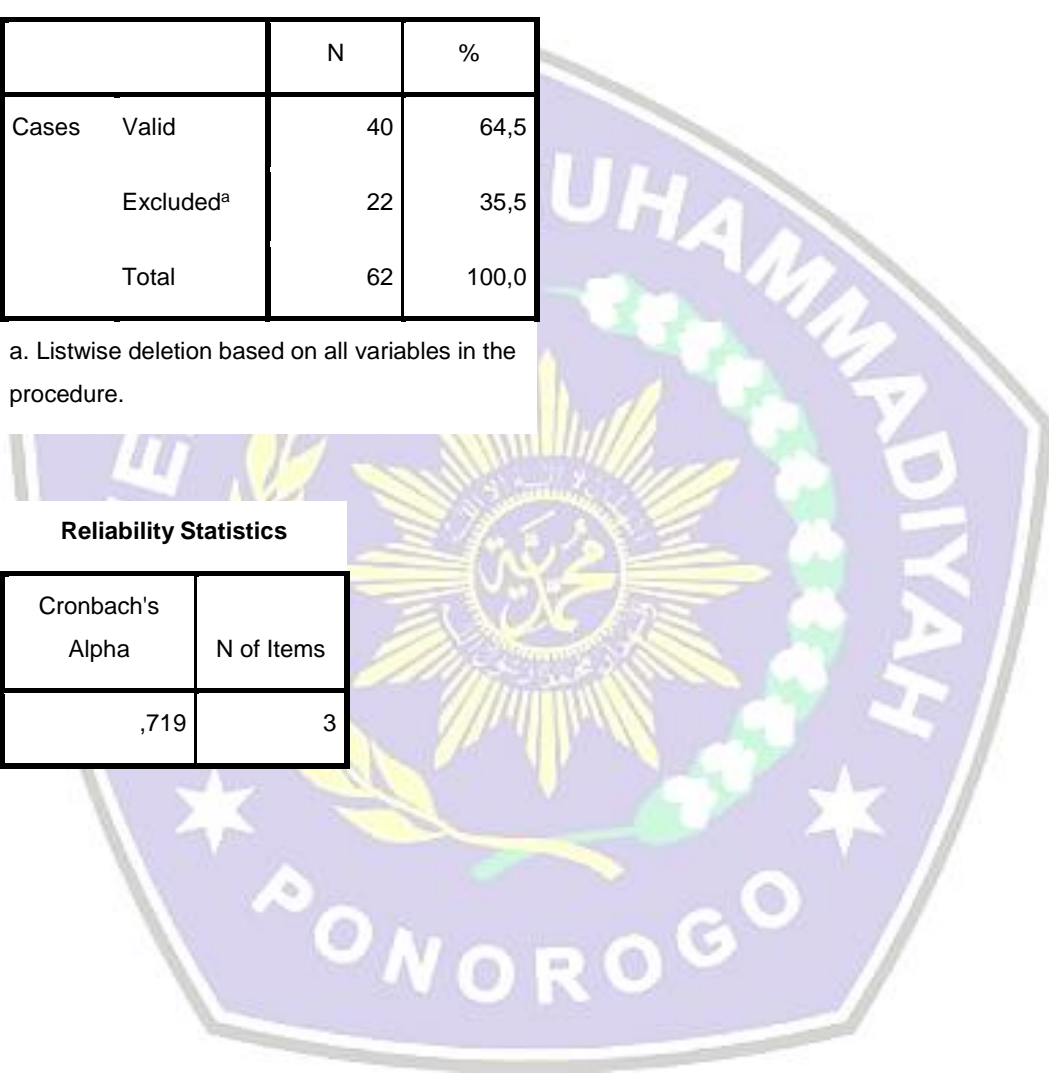 N %
Cases Valid 40 64,5
Excludedᵃ 22 35,5
Total 62 100,0
a. Listwise deletion based on all variables in the
procedure.
Reliability Statistics
Cronbach's
Alpha N of Items
,719 3
UHAMMADIYAH
PONOROGO